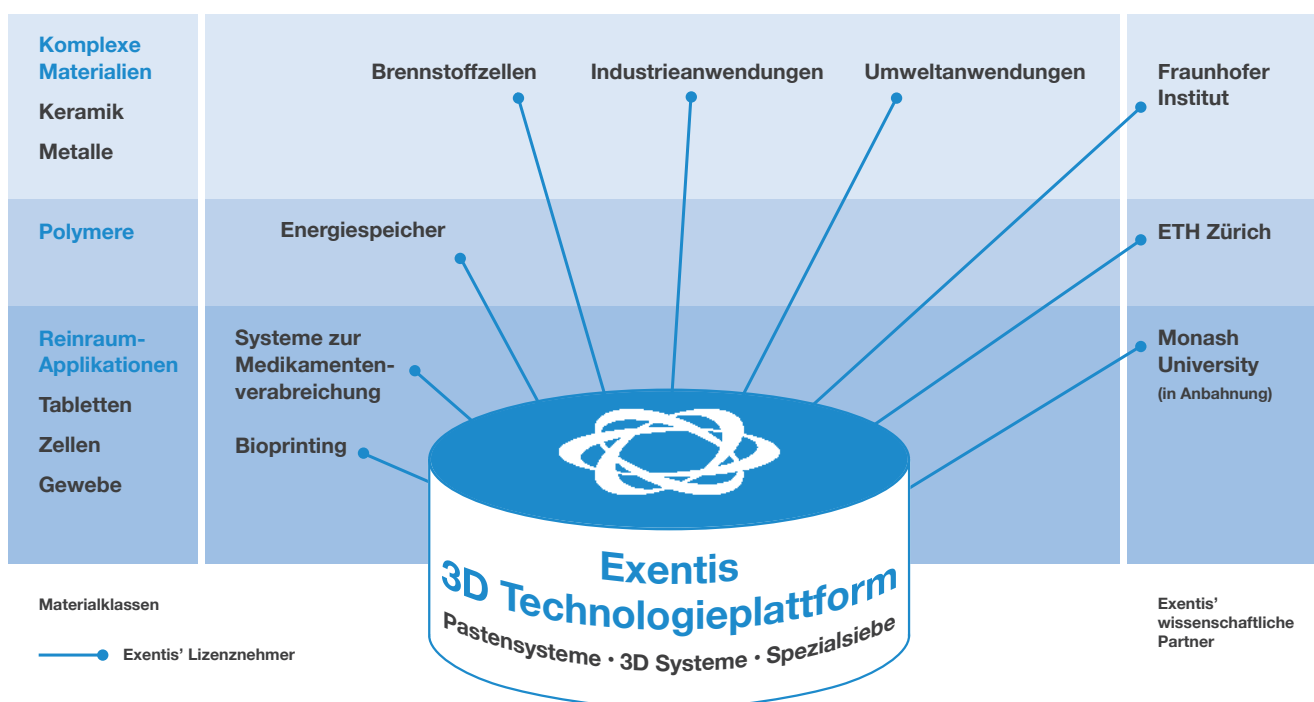 Komplexe
Materialien
Keramik
Metalle
Brennstoffzellen
Industrieanwendungen
Umweltanwendungen
Fraunhofer
Institut
Polymere
Energiespeicher
ETH Zürich
Reinraum-
Applikationen
Tabletten
Zellen
Gewebe
Systeme zur
Medikamenten-
verabreichung
Bioprinting
Monash
University
(in Anbahnung)
Exentis
3D Technologieplattform
Pastensysteme · 3D Systeme · Spezialsiebe
Materialklassen
Exentis’ Lizenznehmer
Exentis’
wissenschaftliche
Partner